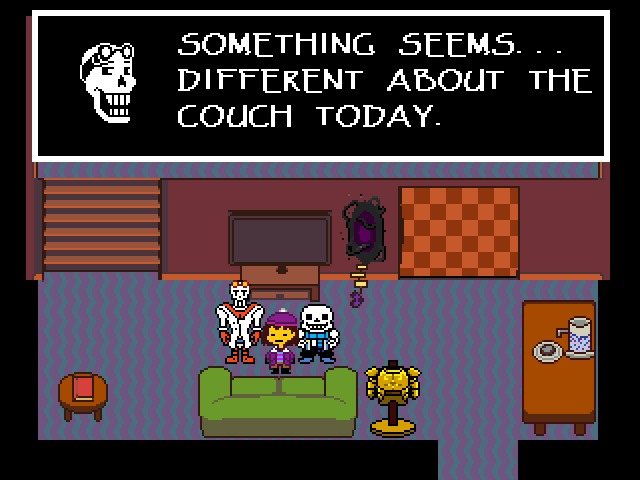 SOMETHING SEEMS...
DIFFERENT ABOUT THE
COUCH TODAY.